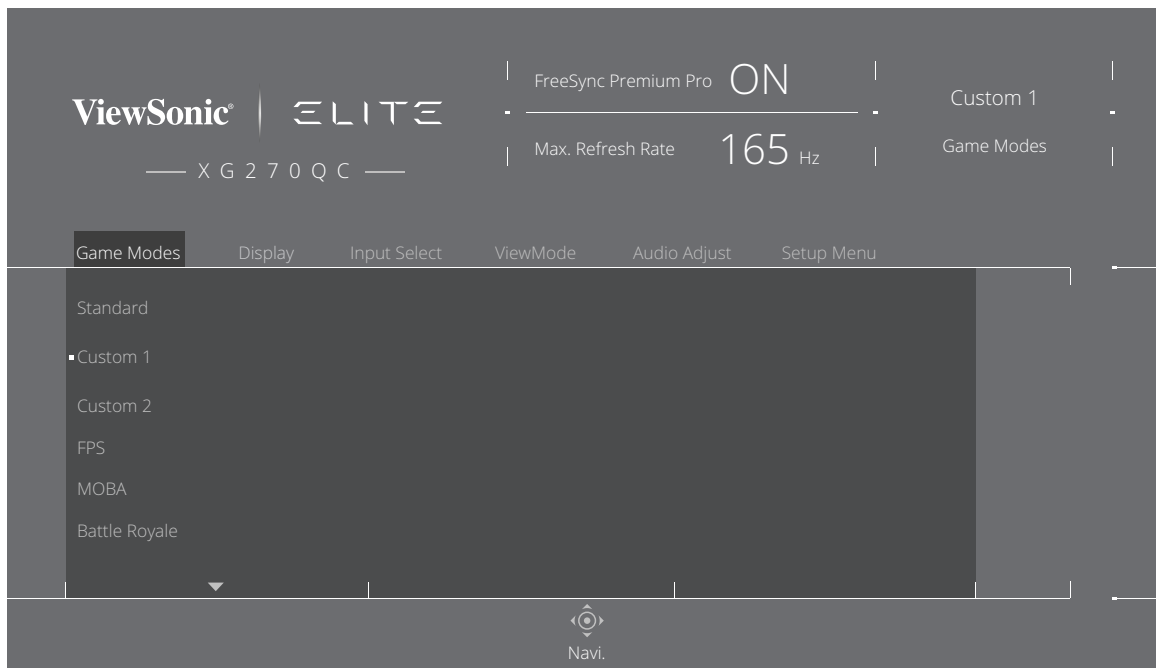 ViewSonic® ELITE
XG270QC
FreeSync Premium Pro ON
Max. Refresh Rate 165 Hz
Custom 1
Game Modes
Game Modes Display Input Select ViewMode Audio Adjust Setup Menu
Standard
Custom 1
Custom 2
FPS
MOBA
Battle Royale
Navi.